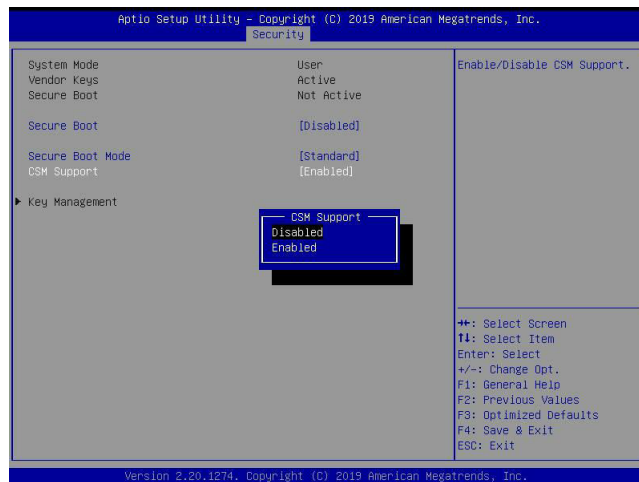 Aptio Setup Utility – Copyright (C) 2019 American Megatrends, Inc.
Security
System Mode User
Vendor Keys Active
Secure Boot Not Active
Secure Boot [Disabled]
Secure Boot Mode [Standard]
CSM Support [Enabled]
▶ Key Management
CSM Support
Disabled
Enabled
Enable/Disable CSM Support.
→←: Select Screen
↑↓: Select Item
Enter: Select
+/-: Change Opt.
F1: General Help
F2: Previous Values
F3: Optimized Defaults
F4: Save & Exit
ESC: Exit
Version 2.20.1274. Copyright (C) 2019 American Megatrends, Inc.